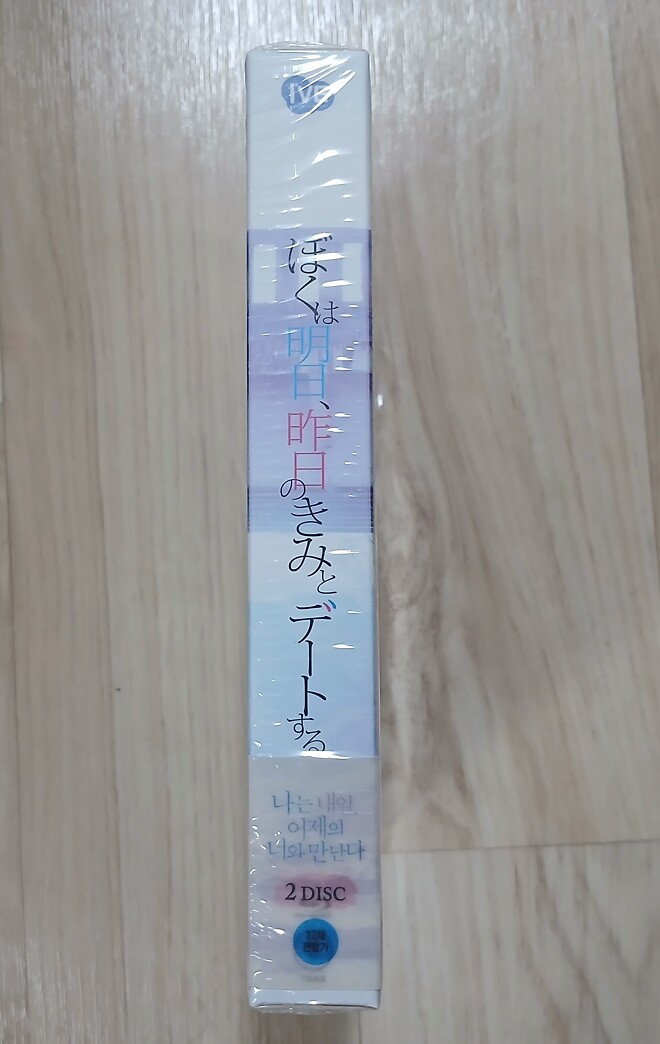 ぼくは明日、昨日のきみとデートする
나는 내일,
어제의
너와 만난다
2 DISC